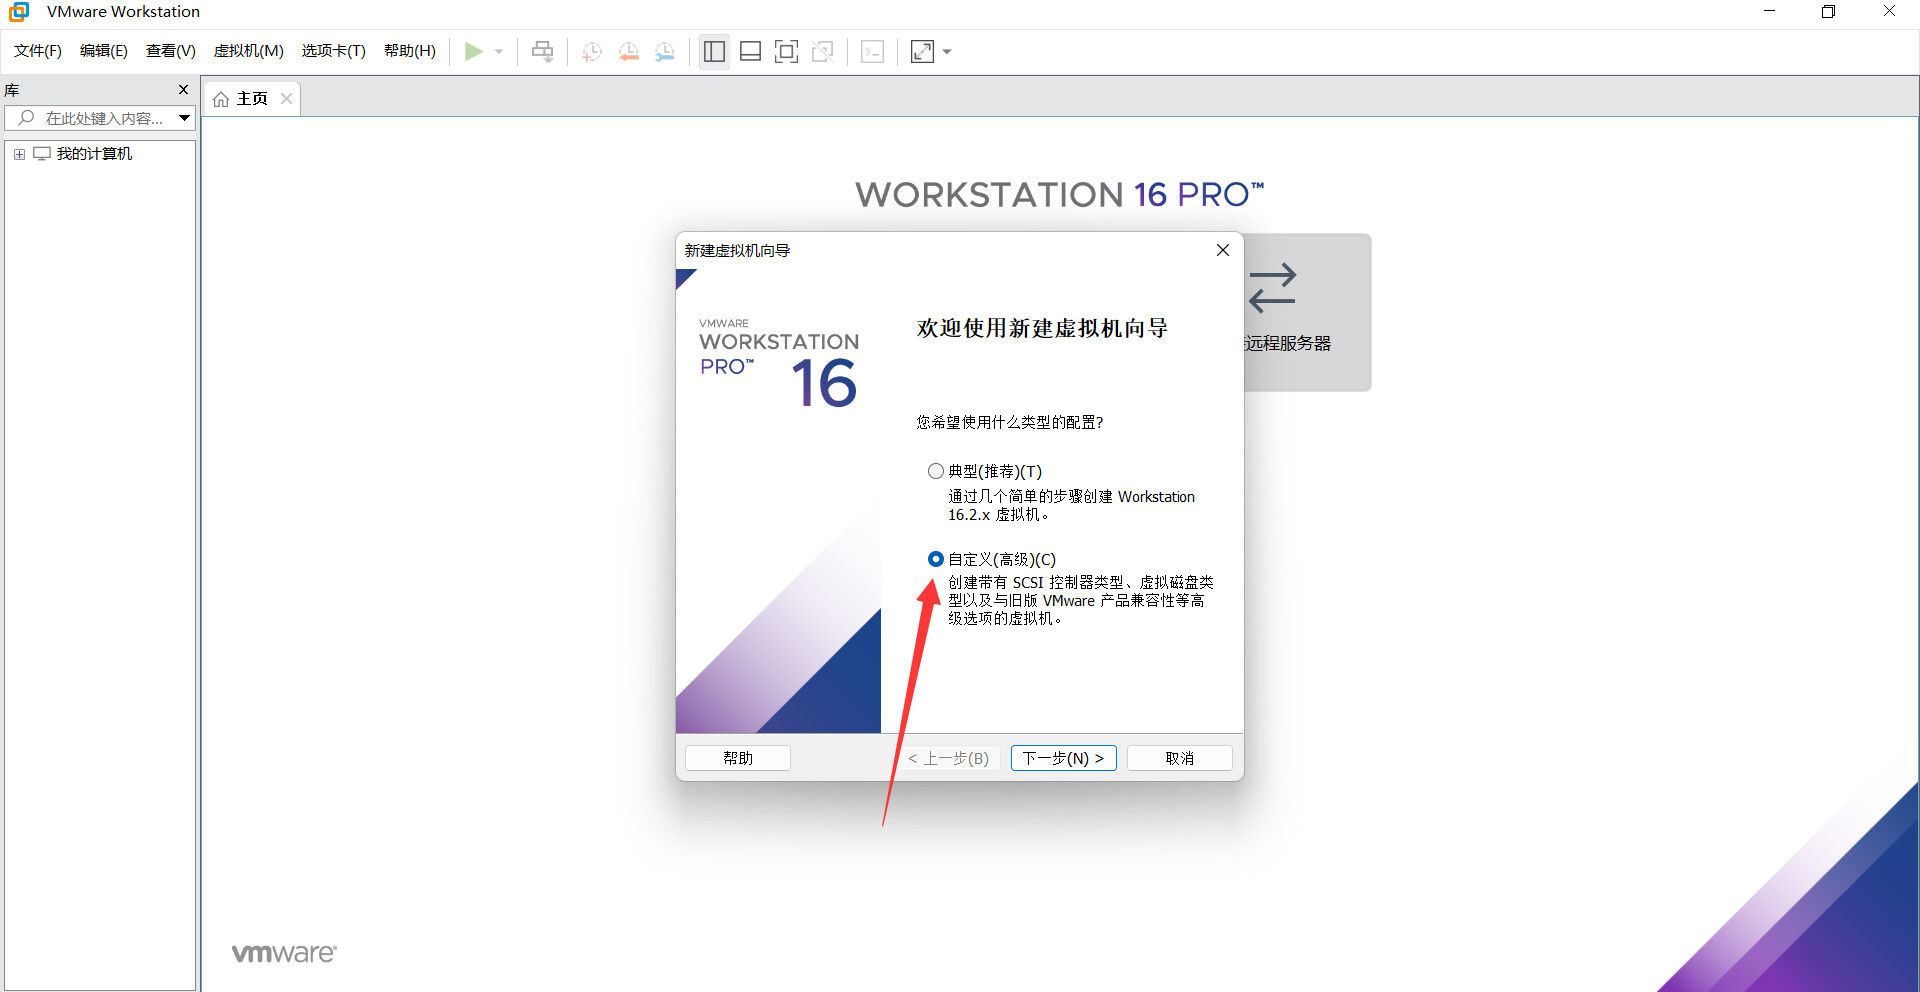 VMware Workstation
文件(F) 编辑(E) 查看(V) 虚拟机(M) 选项卡(T) 帮助(H)
库
在此处键入内容...
我的计算机
主页
WORKSTATION 16 PRO™
远程服务器
新建虚拟机向导
VMWARE
WORKSTATION
PRO™
16
欢迎使用新建虚拟机向导
您希望使用什么类型的配置?
典型(推荐)(T)
通过几个简单的步骤创建 Workstation
16.2.x 虚拟机。
自定义(高级)(C)
创建带有 SCSI 控制器类型、虚拟磁盘类
型以及与旧版 VMware 产品兼容性等高
级选项的虚拟机。
帮助
< 上一步(B)
下一步(N) >
取消
vmware®